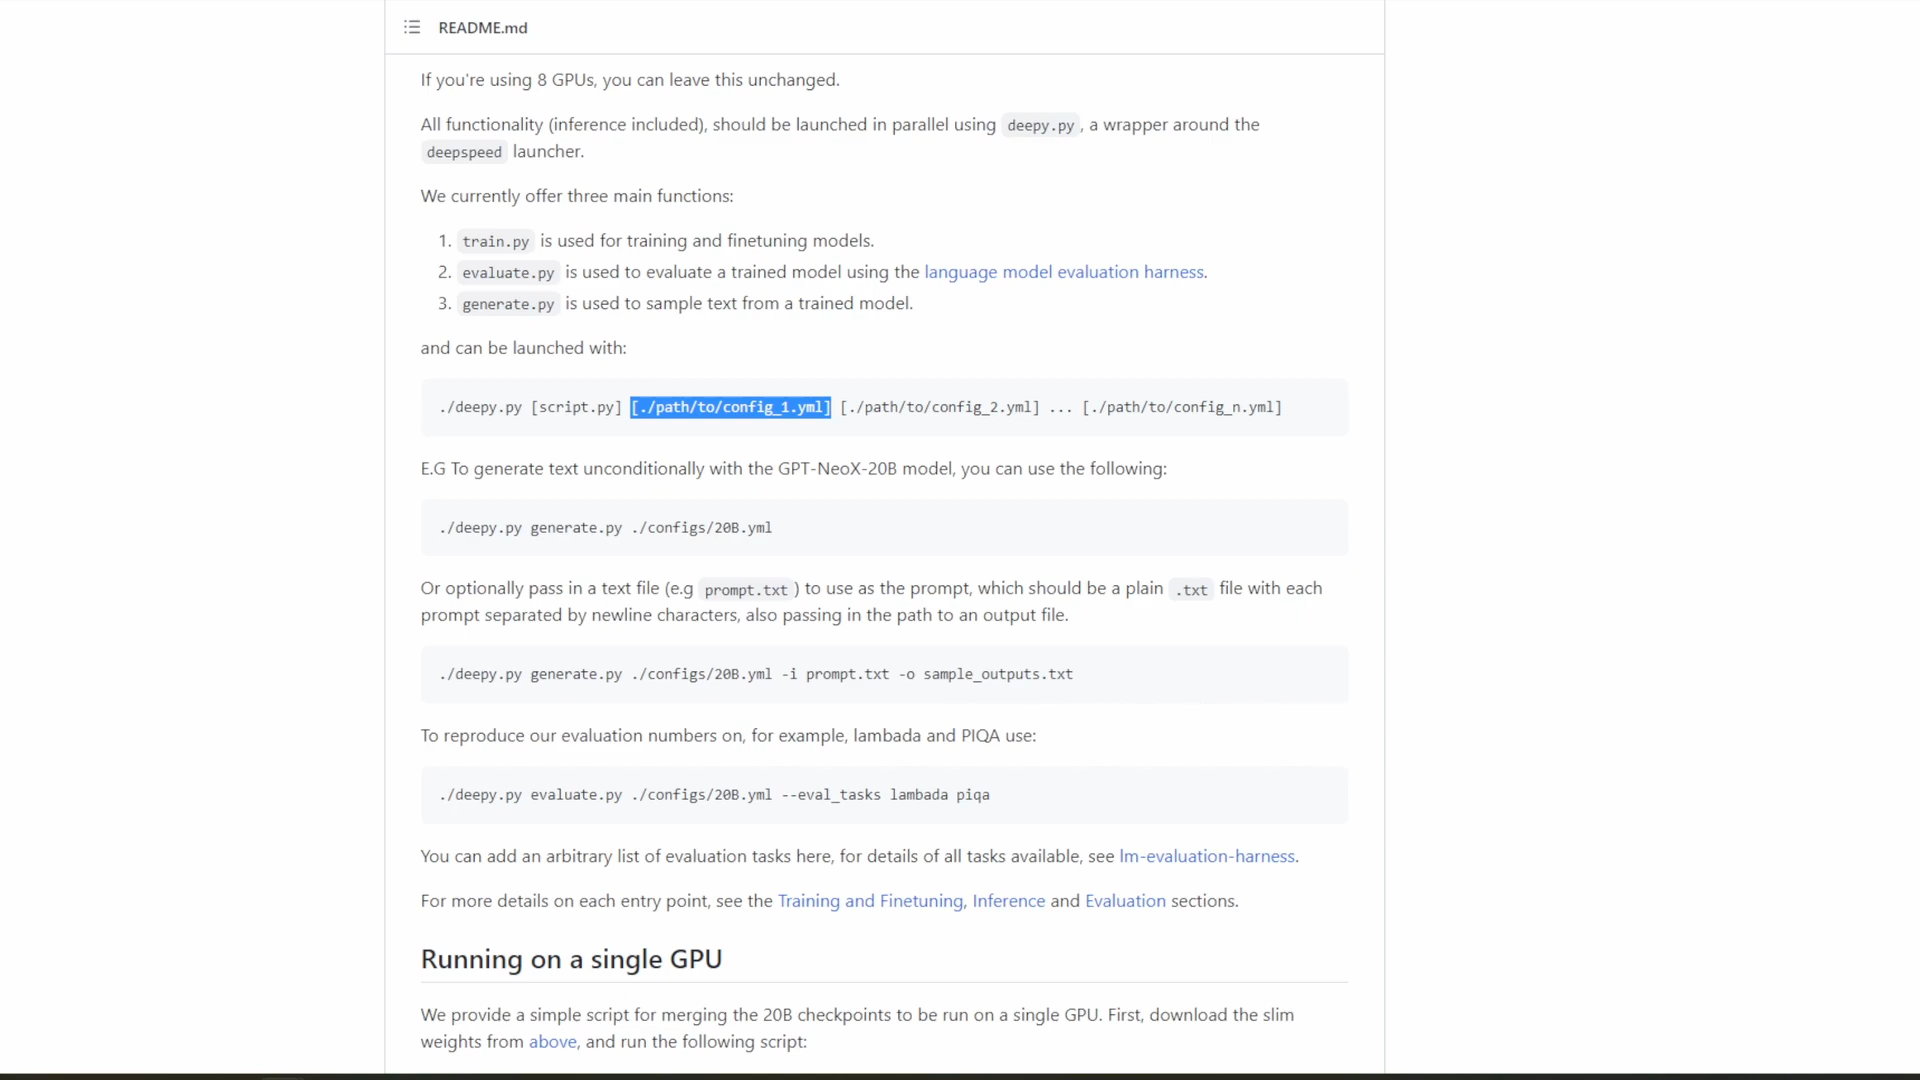 README.md
If you're using 8 GPUs, you can leave this unchanged.
All functionality (inference included), should be launched in parallel using deepy.py, a wrapper around the
deepspeed launcher.
We currently offer three main functions:
1. train.py is used for training and finetuning models.
2. evaluate.py is used to evaluate a trained model using the language model evaluation harness.
3. generate.py is used to sample text from a trained model.
and can be launched with:
./deepy.py [script.py] [./path/to/config_1.yml] [./path/to/config_2.yml] ... [./path/to/config_n.yml]
E.G To generate text unconditionally with the GPT-NeoX-20B model, you can use the following:
./deepy.py generate.py ./configs/20B.yml
Or optionally pass in a text file (e.g prompt.txt) to use as the prompt, which should be a plain .txt file with each
prompt separated by newline characters, also passing in the path to an output file.
./deepy.py generate.py ./configs/20B.yml -i prompt.txt -o sample_outputs.txt
To reproduce our evaluation numbers on, for example, lambada and PIQA use:
./deepy.py evaluate.py ./configs/20B.yml --eval_tasks lambada piqa
You can add an arbitrary list of evaluation tasks here, for details of all tasks available, see lm-evaluation-harness.
For more details on each entry point, see the Training and Finetuning, Inference and Evaluation sections.
Running on a single GPU
We provide a simple script for merging the 20B checkpoints to be run on a single GPU. First, download the slim
weights from above, and run the following script: